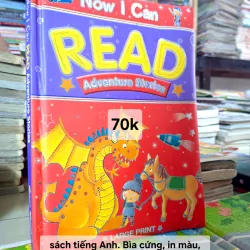 Now I Can
READ
Adventure Stories
70k
LARGE PRINT
sách tiếng Anh. Bìa cứng, in màu,